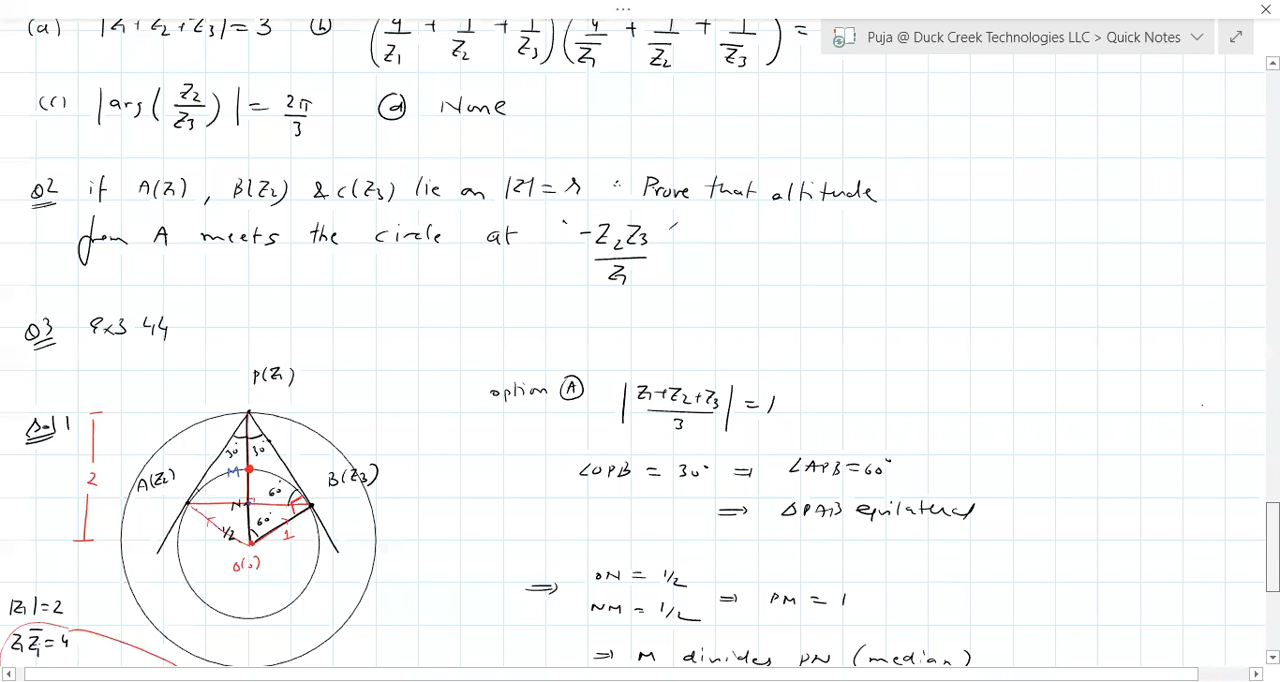 (a) |Z₁+Z₂+Z₃| = 3 (b) (4/Z₁ + 1/Z₂ + 1/Z₃)(4/Z̄₁ + 1/Z̄₂ + 1/Z̄₃) =
Puja @ Duck Creek Technologies LLC > Quick Notes
(c) |arg(Z₂/Z₃)| = 2π/3 (d) None
Q2 if A(Z₁), B(Z₂) & C(Z₃) lie on |Z| = r ∴ Prove that altitude
from A meets the circle at "-Z₂Z₃/Z₁"
Q3 9x3 44
P(Z₁)
option (A) |(Z₁+Z₂+Z₃)/3| = 1
Sol 1
30° 30°
2
A(Z₂) M B(Z₃)
∠OPB = 30° ⇒ ∠APB = 60°
60°
N
⇒ ΔPAB equilateral
60°
1/2 1
O(0)
⇒ ON = 1/2
NM = 1/2 ⇒ PM = 1
|Z₁| = 2
Z₁Z̄₁ = 4
⇒ M divides PN (median)